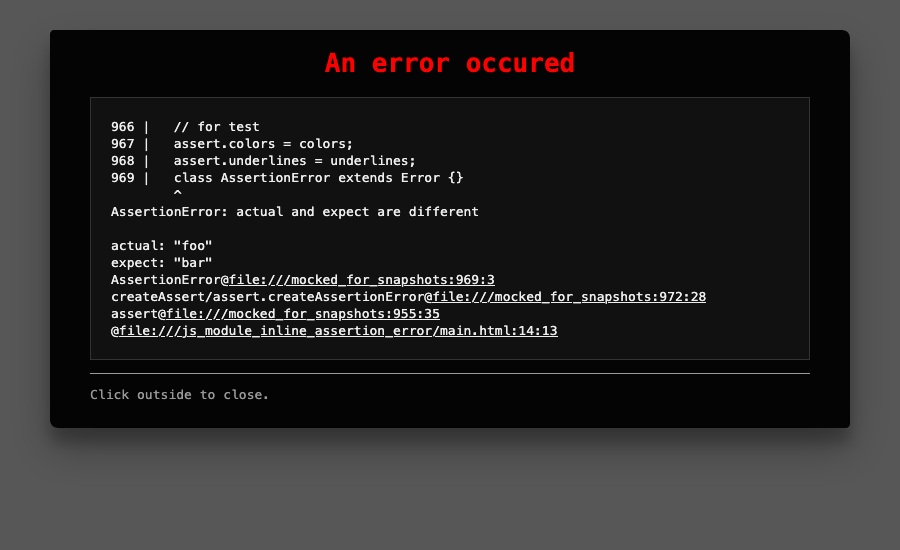 An error occured
966 |   // for test
967 |   assert.colors = colors;
968 |   assert.underlines = underlines;
969 |   class AssertionError extends Error {}
        ^
AssertionError: actual and expect are different

actual: "foo"
expect: "bar"
AssertionError@file:///mocked_for_snapshots:969:3
createAssert/assert.createAssertionError@file:///mocked_for_snapshots:972:28
assert@file:///mocked_for_snapshots:955:35
@file:///js_module_inline_assertion_error/main.html:14:13
Click outside to close.